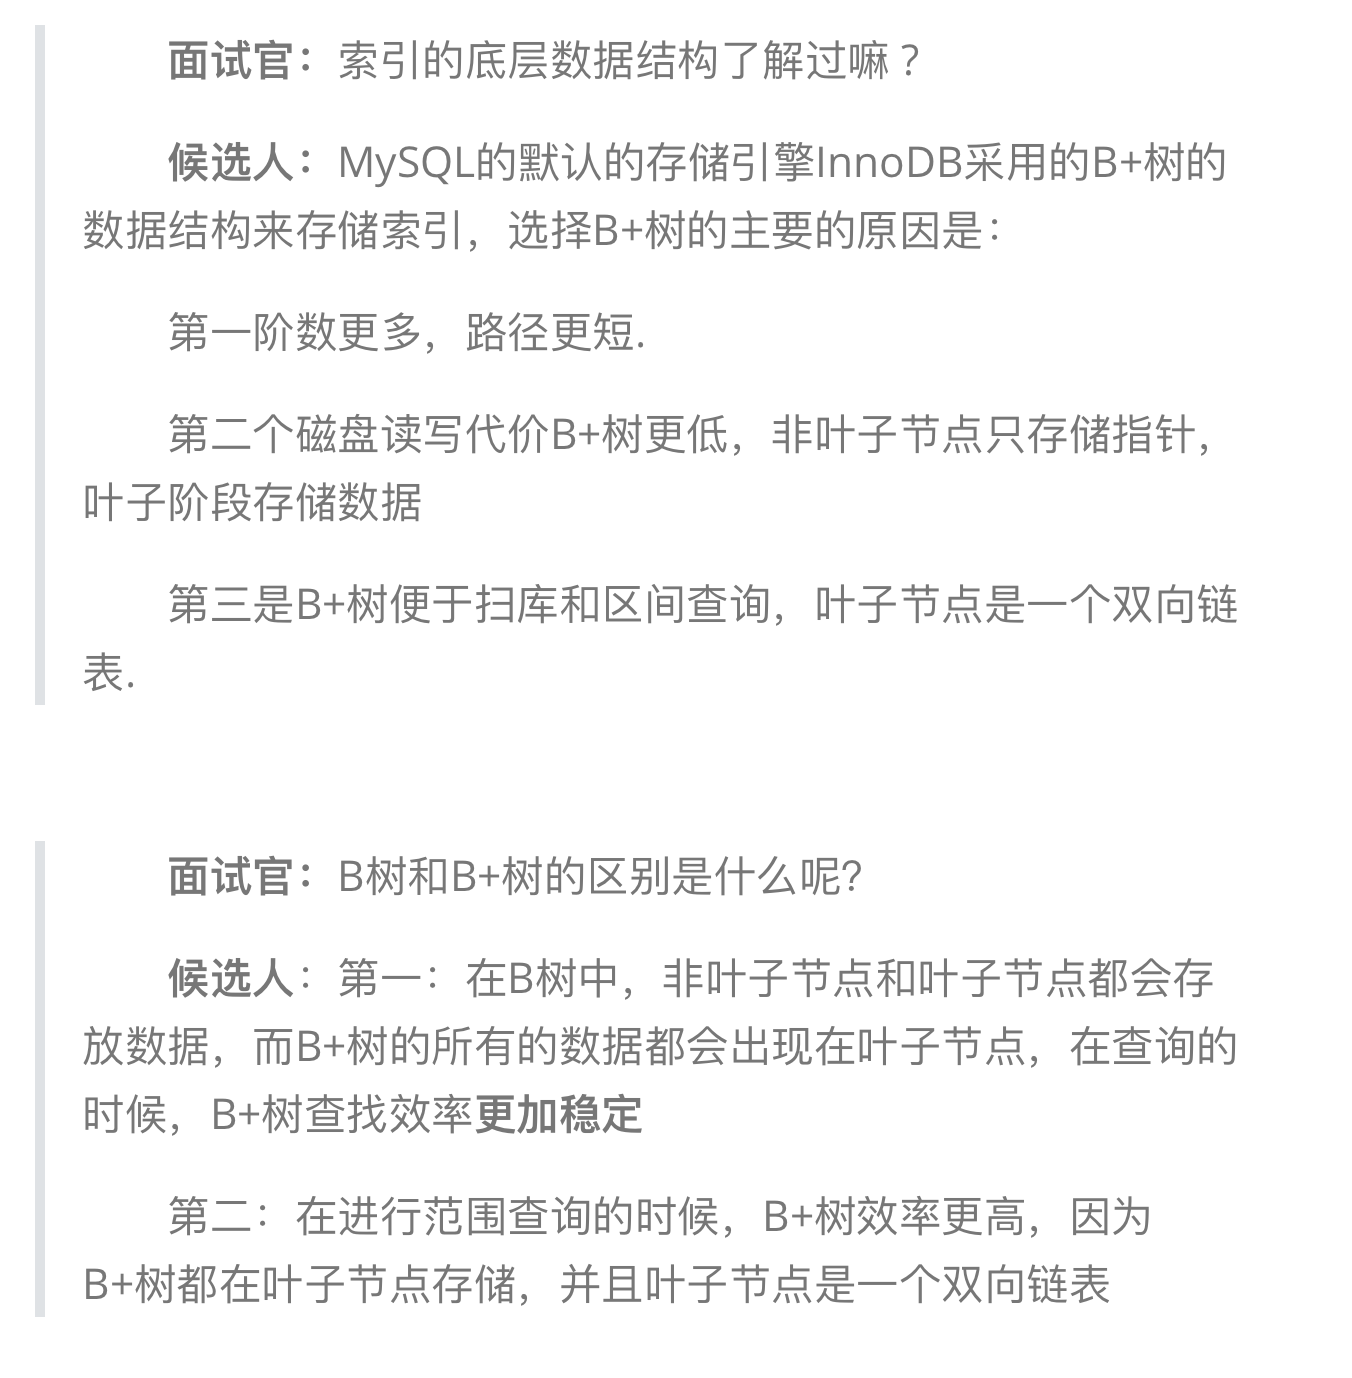 面试官：索引的底层数据结构了解过嘛 ?
候选人：MySQL的默认的存储引擎InnoDB采用的B+树的
数据结构来存储索引，选择B+树的主要的原因是：
第一阶数更多，路径更短.
第二个磁盘读写代价B+树更低，非叶子节点只存储指针，
叶子阶段存储数据
第三是B+树便于扫库和区间查询，叶子节点是一个双向链
表.
面试官：B树和B+树的区别是什么呢?
候选人：第一：在B树中，非叶子节点和叶子节点都会存
放数据，而B+树的所有的数据都会出现在叶子节点，在查询的
时候，B+树查找效率更加稳定
第二：在进行范围查询的时候，B+树效率更高，因为
B+树都在叶子节点存储，并且叶子节点是一个双向链表